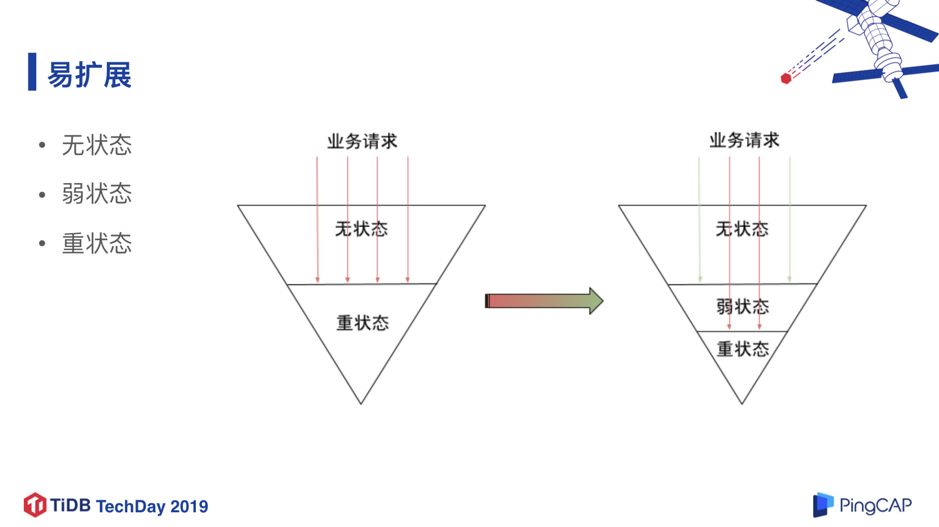 易扩展
• 无状态
• 弱状态
• 重状态
业务请求
无状态
重状态
业务请求
无状态
弱状态
重状态
TiDB TechDay 2019
PingCAP